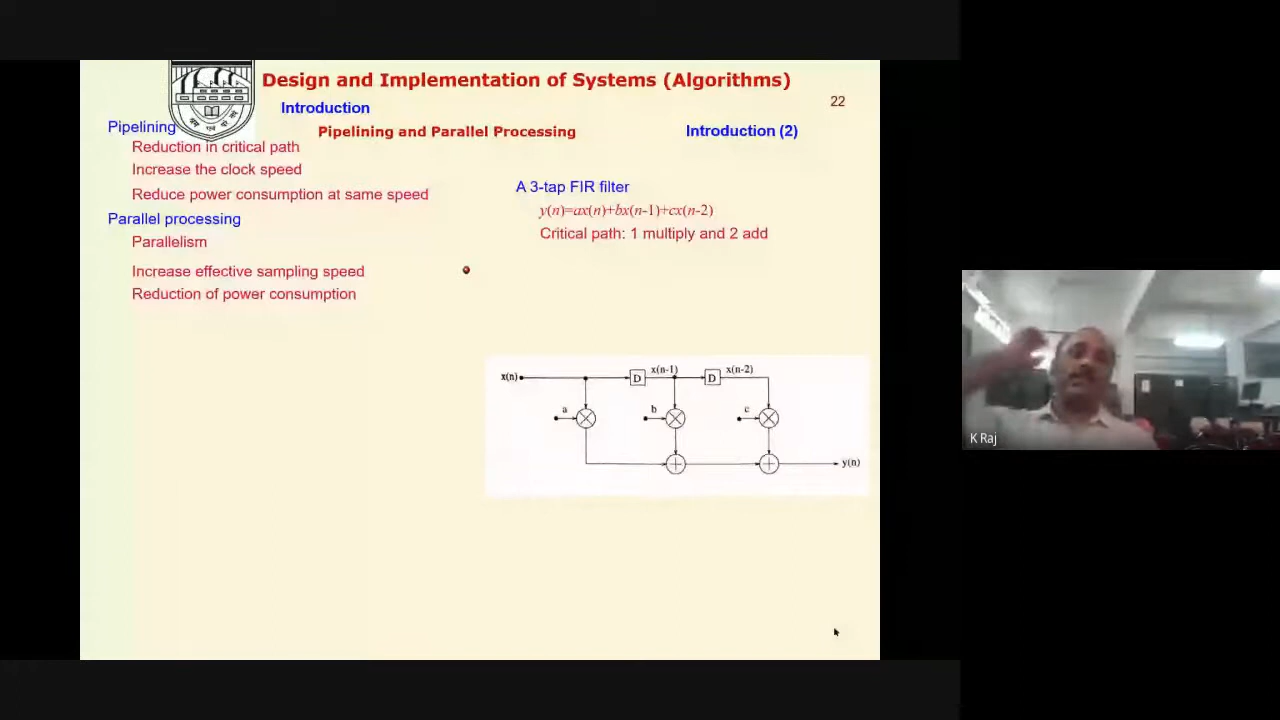 Design and Implementation of Systems (Algorithms)
Introduction
22
Pipelining
Pipelining and Parallel Processing
Introduction (2)
Reduction in critical path
Increase the clock speed
Reduce power consumption at same speed
Parallel processing
Parallelism
Increase effective sampling speed
Reduction of power consumption
A 3-tap FIR filter
y(n)=ax(n)+bx(n-1)+cx(n-2)
Critical path: 1 multiply and 2 add
x(n) D x(n-1) D x(n-2)
a b c
y(n)
K Raj